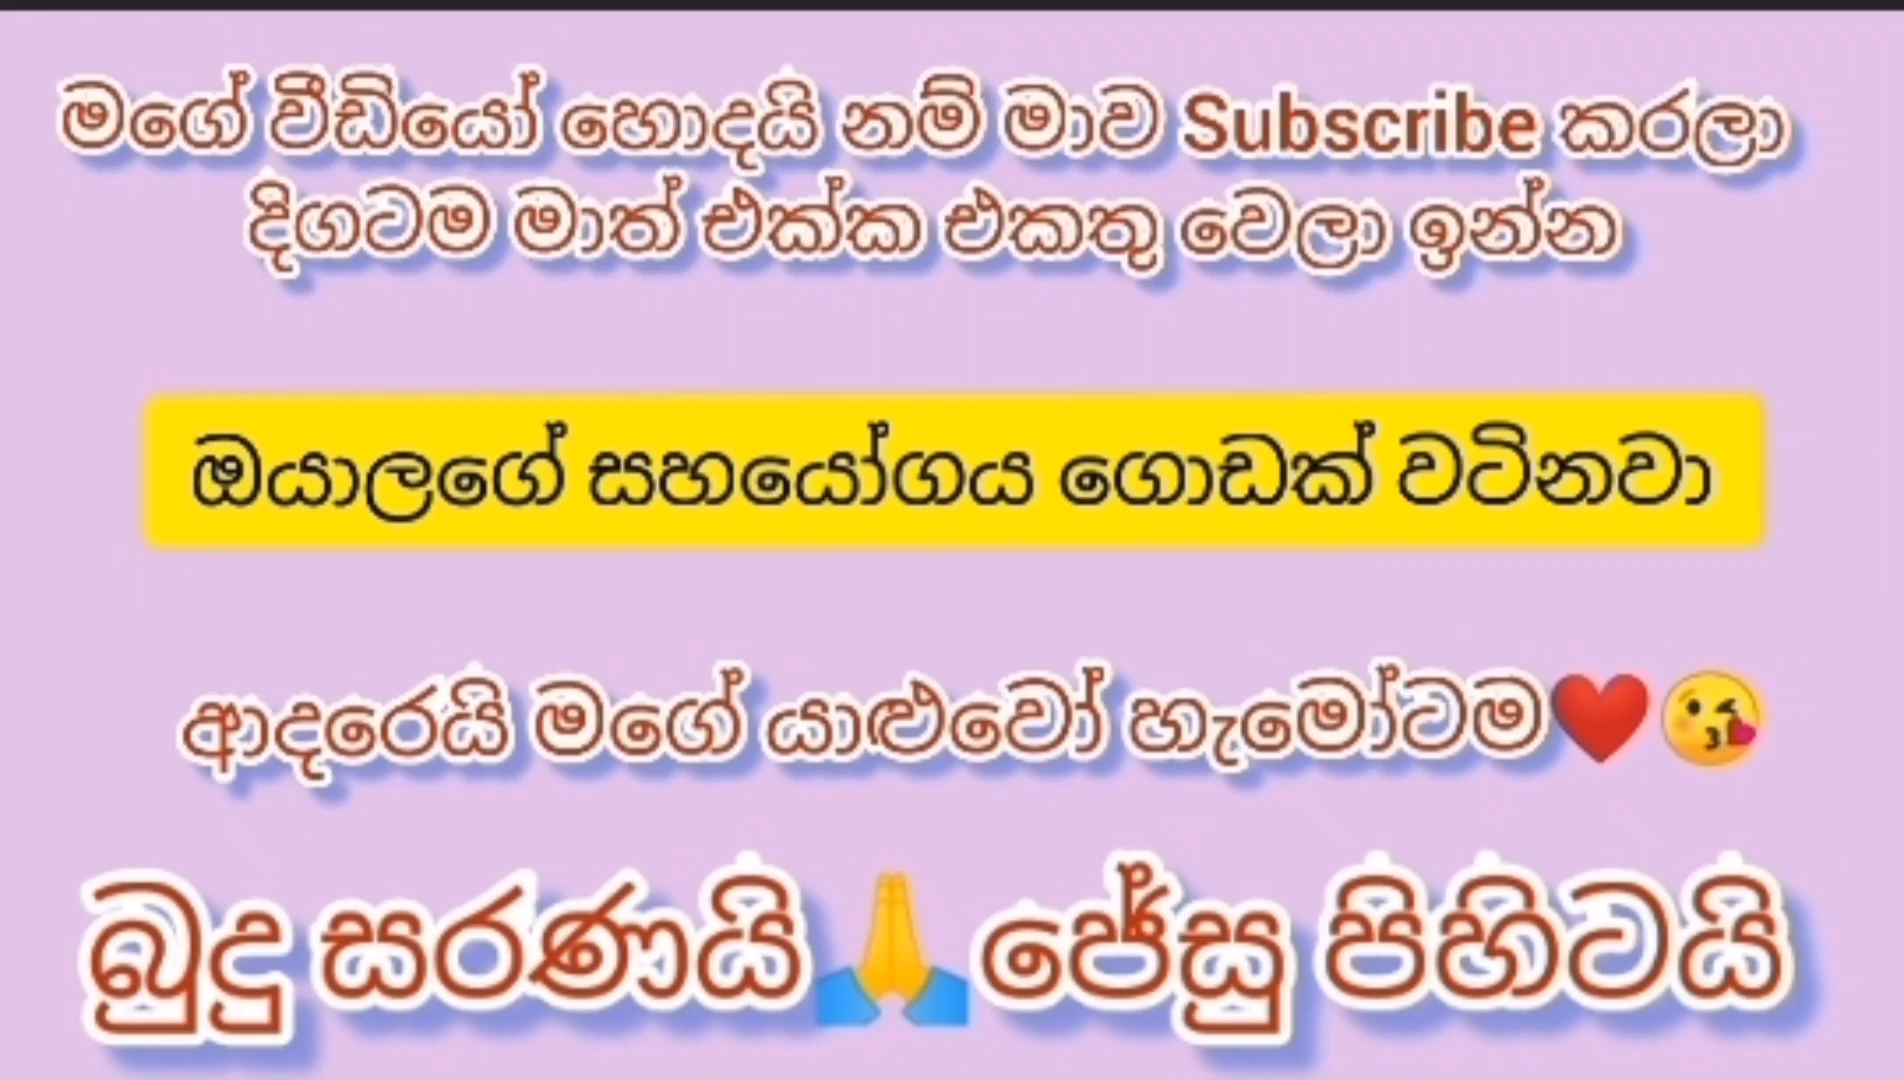 මගේ වීඩියෝ හොදයි නම් මාව Subscribe කරලා
දිගටම මාත් එක්ක එකතු වෙලා ඉන්න
ඔයාලගේ සහයෝගය ගොඩක් වටිනවා
ආදරෙයි මගේ යාළුවෝ හැමෝටම❤️😘
බුදු සරණයි🙏ජේසු පිහිටයි